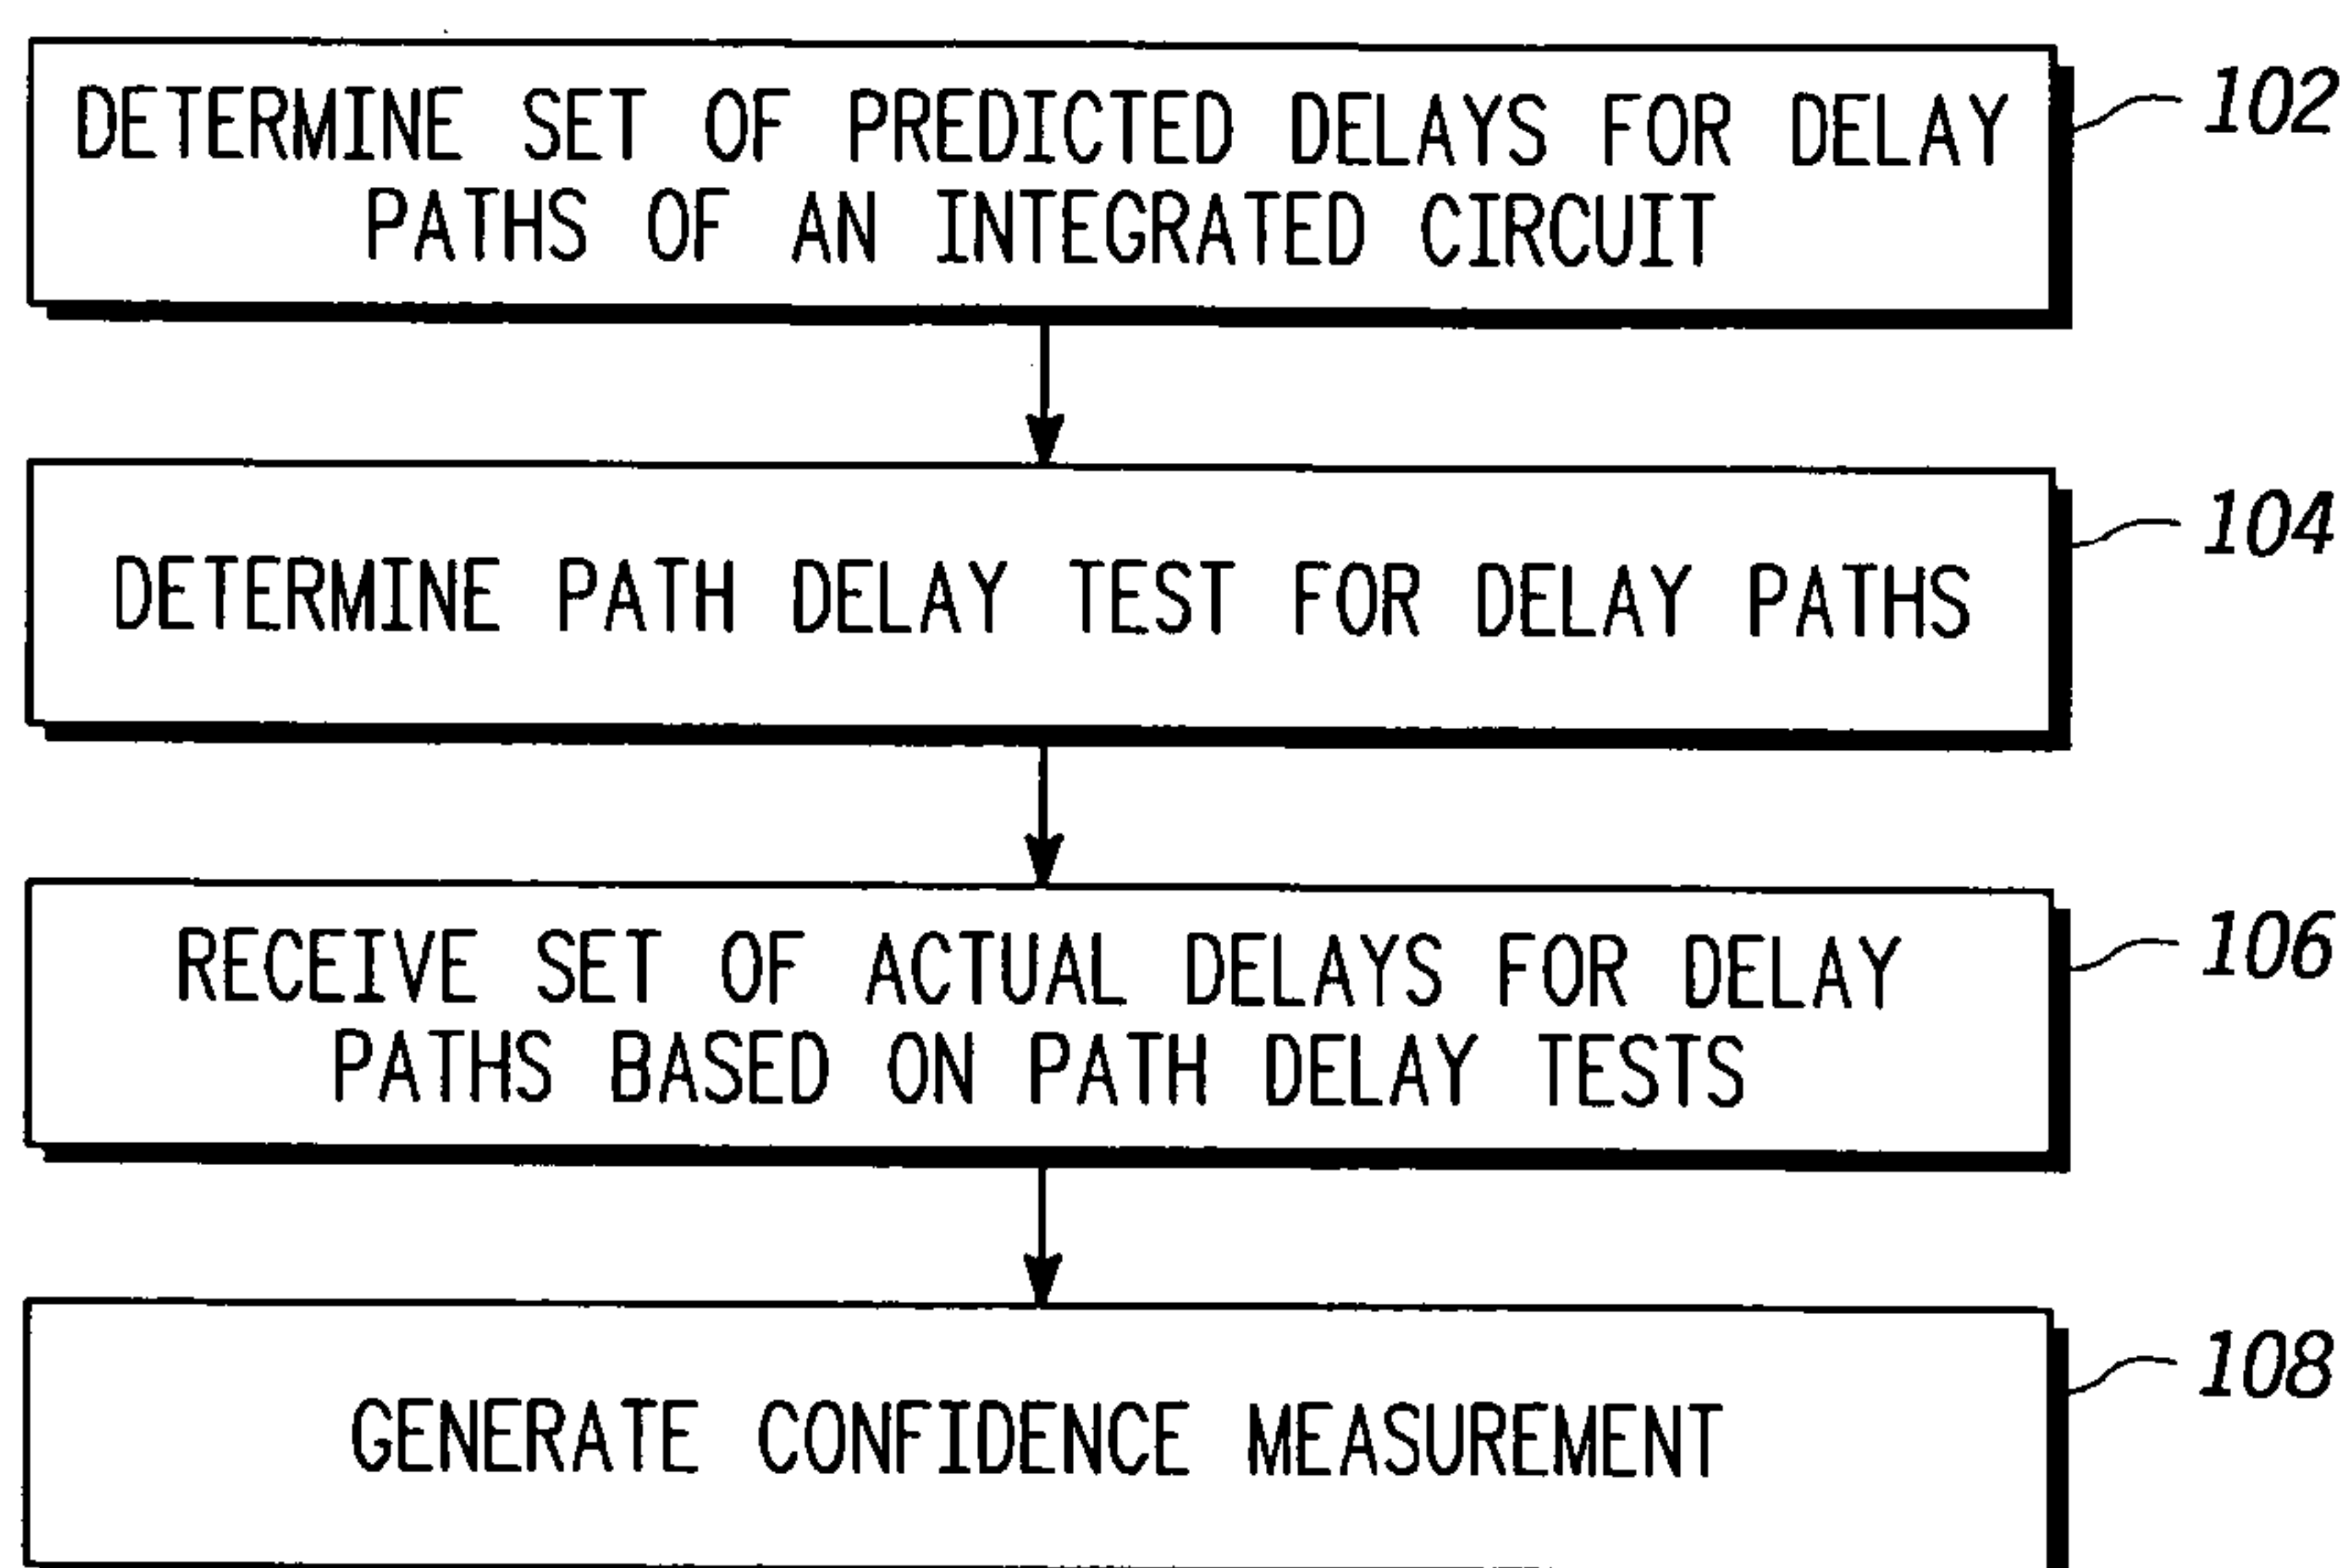 DETERMINE SET OF PREDICTED DELAYS FOR DELAY
PATHS OF AN INTEGRATED CIRCUIT
102
DETERMINE PATH DELAY TEST FOR DELAY PATHS
104
RECEIVE SET OF ACTUAL DELAYS FOR DELAY
PATHS BASED ON PATH DELAY TESTS
106
GENERATE CONFIDENCE MEASUREMENT
108